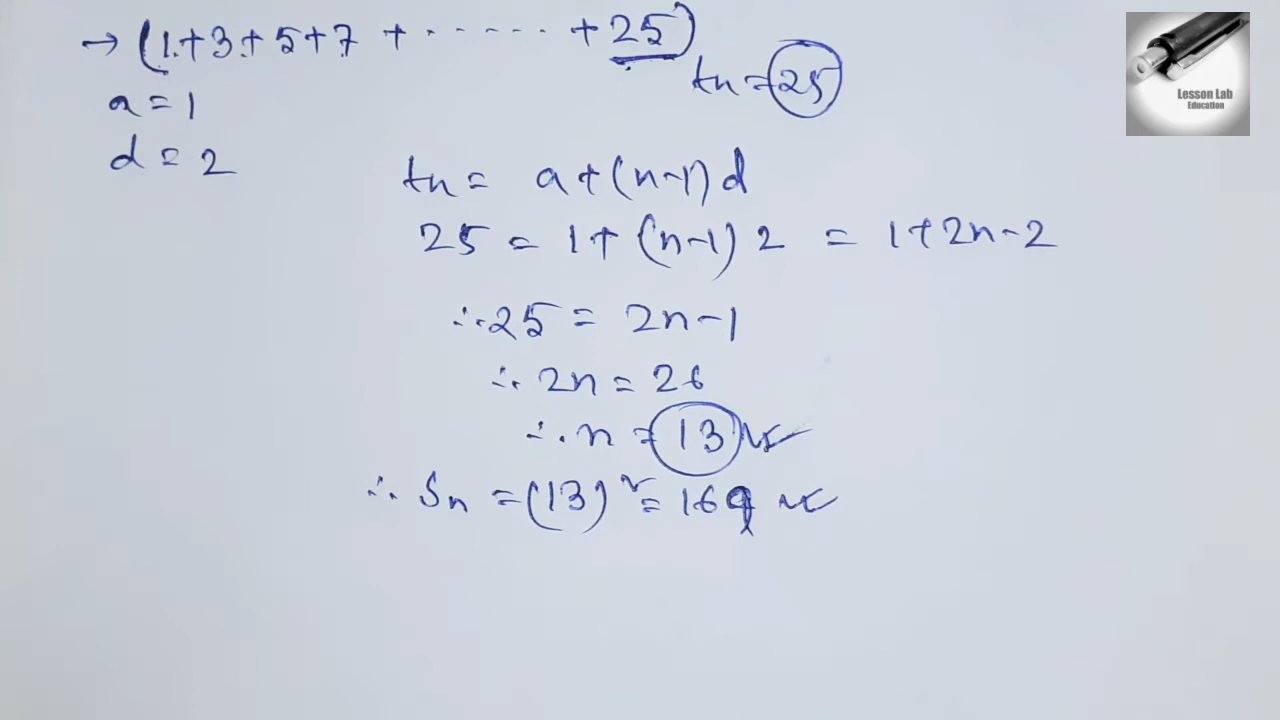 → (1+3+5+7 + ...... + 25)
tn = 25
a = 1
d = 2
tn = a+(n-1)d
25 = 1+(n-1)2 = 1+2n-2
∴ 25 = 2n-1
∴ 2n = 26
∴ n = 13
∴ Sn = (13)² = 169
Lesson Lab
Education